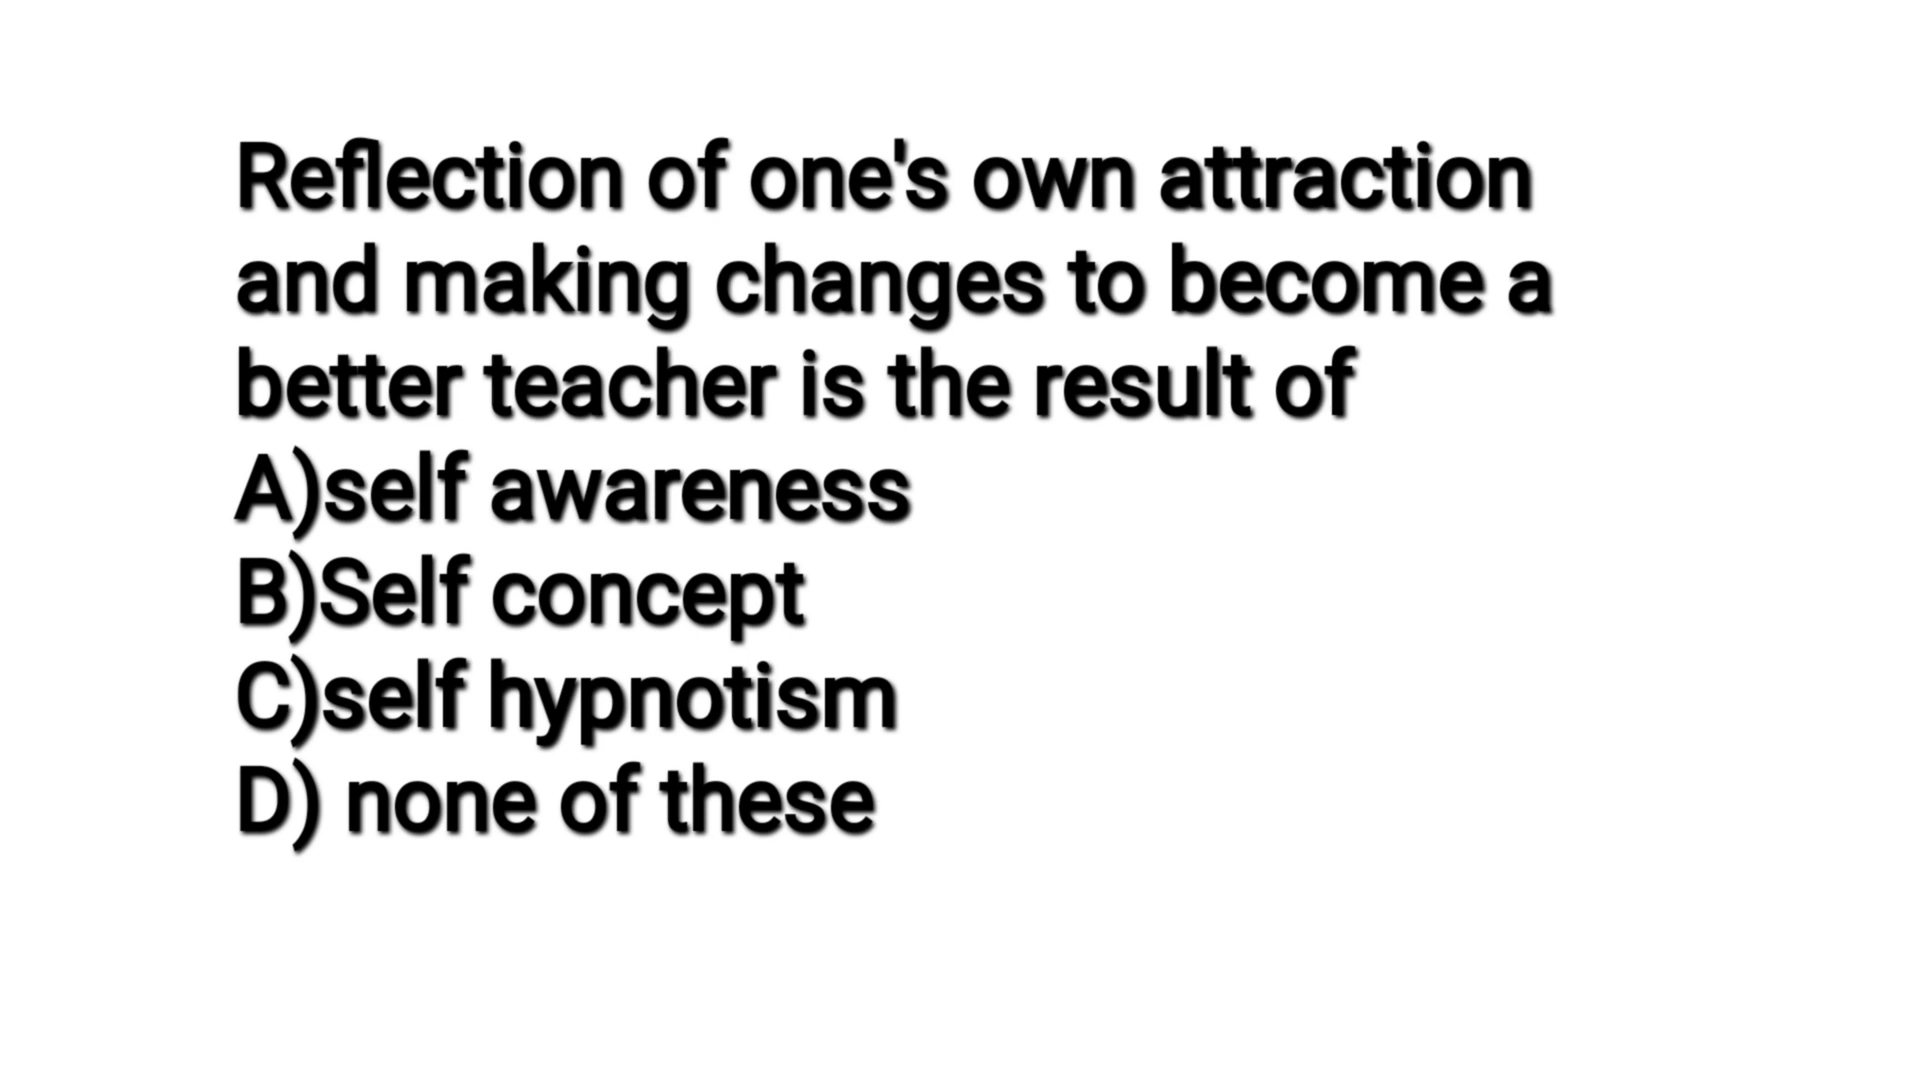 Reflection of one's own attraction
and making changes to become a
better teacher is the result of
A)self awareness
B)Self concept
C)self hypnotism
D) none of these